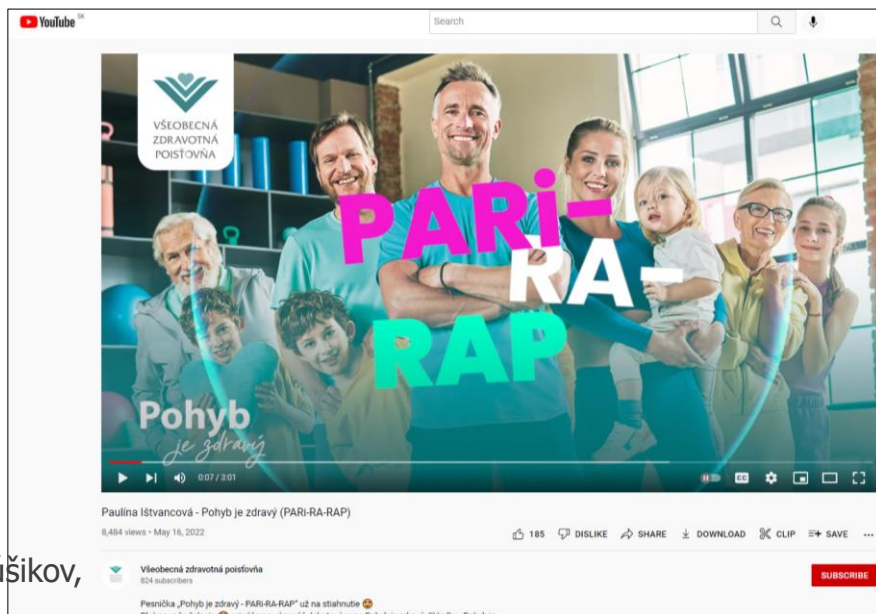 YouTube SK
Search
VŠEOBECNÁ
ZDRAVOTNÁ
POISŤOVŇA
PARi-
RA-
RAP
Pohyb
je zdravý
0:07 / 3:01
CC
Paulína Ištvancová - Pohyb je zdravý (PARi-RA-RAP)
8,484 views • May 16, 2022
185 DISLIKE SHARE DOWNLOAD CLIP SAVE ...
šikov,
Všeobecná zdravotná poisťovňa
824 subscribers
SUBSCRIBE
Pesnička „Pohyb je zdravý - PARi-RA-RAP" už na stiahnutie